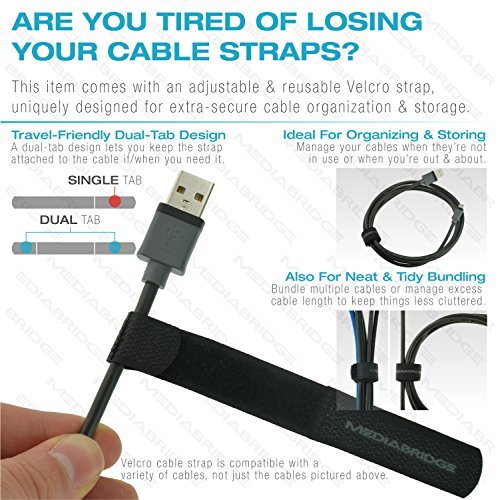 ARE YOU TIRED OF LOSING
YOUR CABLE STRAPS?
This item comes with an adjustable & reusable Velcro strap,
uniquely designed for extra-secure cable organization & storage.
Travel-Friendly Dual-Tab Design
A dual-tab design lets you keep the strap
attached to the cable if/when you need it.
SINGLE TAB
DUAL TAB
Ideal For Organizing & Storing
Manage your cables when they're not
in use or when you're out & about.
Also For Neat & Tidy Bundling
Bundle multiple cables or manage excess
cable length to keep things less cluttered.
MEDIABRIDGE
Velcro cable strap is compatible with a
variety of cables, not just the cables pictured above.